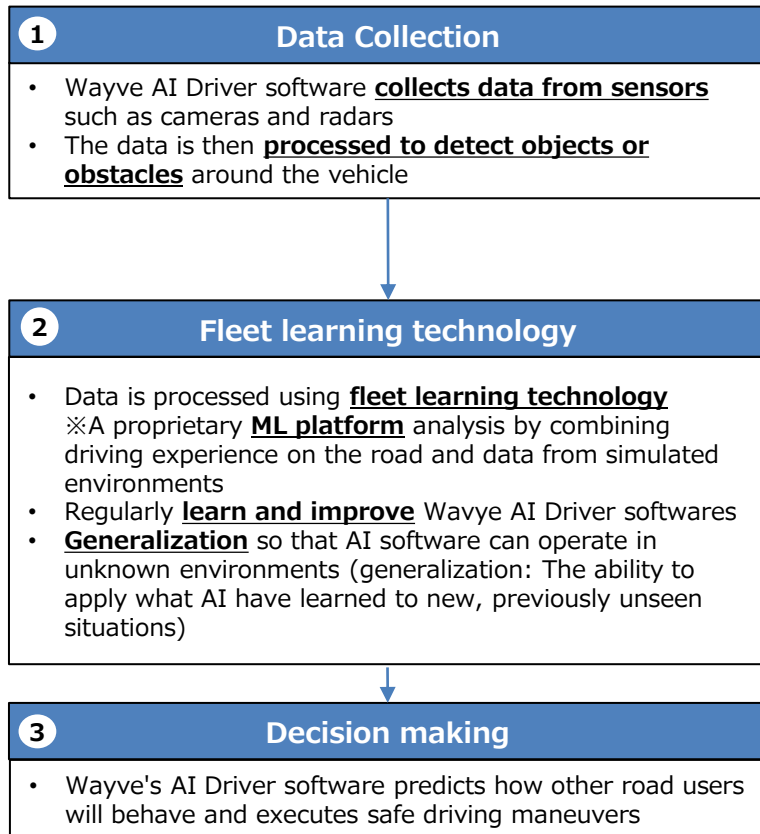 1 Data Collection
• Wayve AI Driver software collects data from sensors
such as cameras and radars
• The data is then processed to detect objects or
obstacles around the vehicle
2 Fleet learning technology
• Data is processed using fleet learning technology
※A proprietary ML platform analysis by combining
driving experience on the road and data from simulated
environments
• Regularly learn and improve Wavye AI Driver softwares
• Generalization so that AI software can operate in
unknown environments (generalization: The ability to
apply what AI have learned to new, previously unseen
situations)
3 Decision making
• Wayve's AI Driver software predicts how other road users
will behave and executes safe driving maneuvers